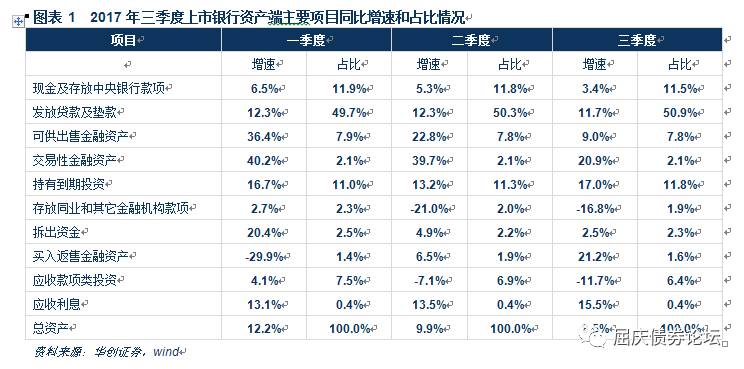 图表 1 2017 年三季度上市银行资产端主要项目同比增速和占比情况
项目 一季度 二季度 三季度
增速 占比 增速 占比 增速 占比
现金及存放中央银行款项 6.5% 11.9% 5.3% 11.8% 3.4% 11.5%
发放贷款及垫款 12.3% 49.7% 12.3% 50.3% 11.7% 50.9%
可供出售金融资产 36.4% 7.9% 22.8% 7.8% 9.0% 7.8%
交易性金融资产 40.2% 2.1% 39.7% 2.1% 20.9% 2.1%
持有到期投资 16.7% 11.0% 13.2% 11.3% 17.0% 11.8%
存放同业和其它金融机构款项 2.7% 2.3% -21.0% 2.0% -16.8% 1.9%
拆出资金 20.4% 2.5% 4.9% 2.2% 2.5% 2.3%
买入返售金融资产 -29.9% 1.4% 6.5% 1.9% 21.2% 1.6%
应收款项类投资 4.1% 7.5% -7.1% 6.9% -11.7% 6.4%
应收利息 13.1% 0.4% 13.5% 0.4% 15.5% 0.4%
总资产 12.2% 100.0% 9.9% 100.0% 100.0%
屈庆债券论坛
资料来源：华创证券，wind